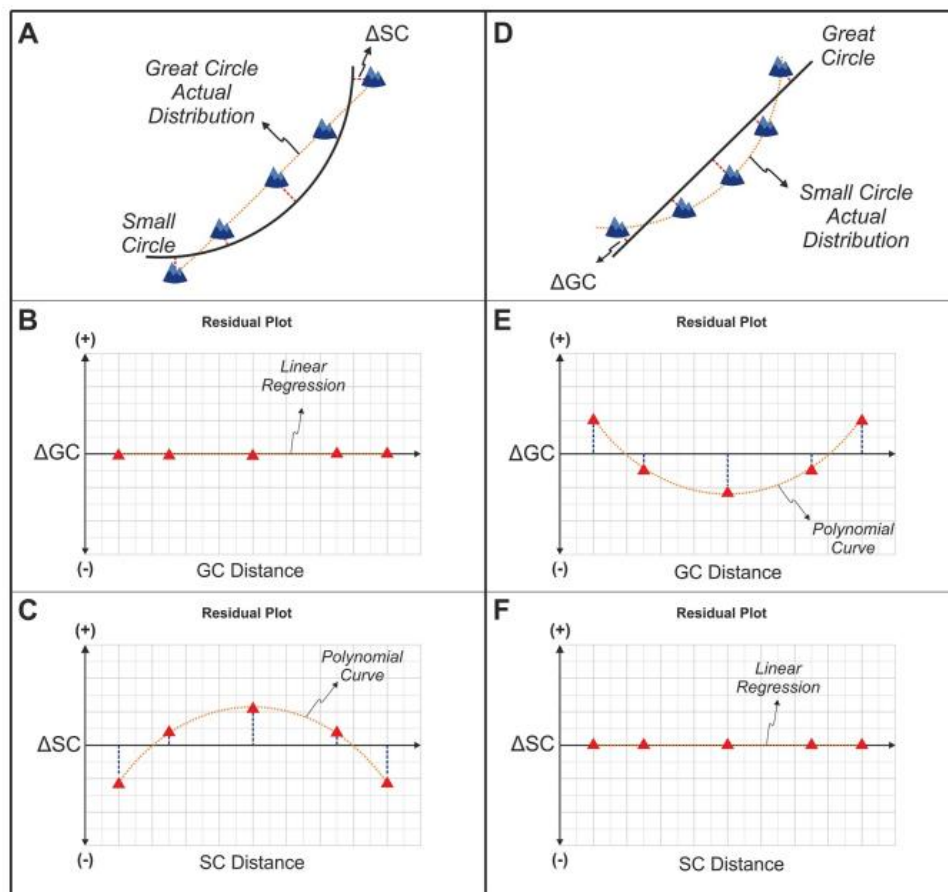 A
ΔSC
Great Circle
Actual
Distribution
Small
Circle
D
Great
Circle
Small Circle
Actual
Distribution
ΔGC
B
Residual Plot
(+)
Linear
Regression
ΔGC
(-)
GC Distance
E
Residual Plot
(+)
ΔGC
Polynomial
Curve
(-)
GC Distance
C
Residual Plot
(+)
Polynomial
Curve
ΔSC
(-)
SC Distance
F
Residual Plot
(+)
Linear
Regression
ΔSC
(-)
SC Distance